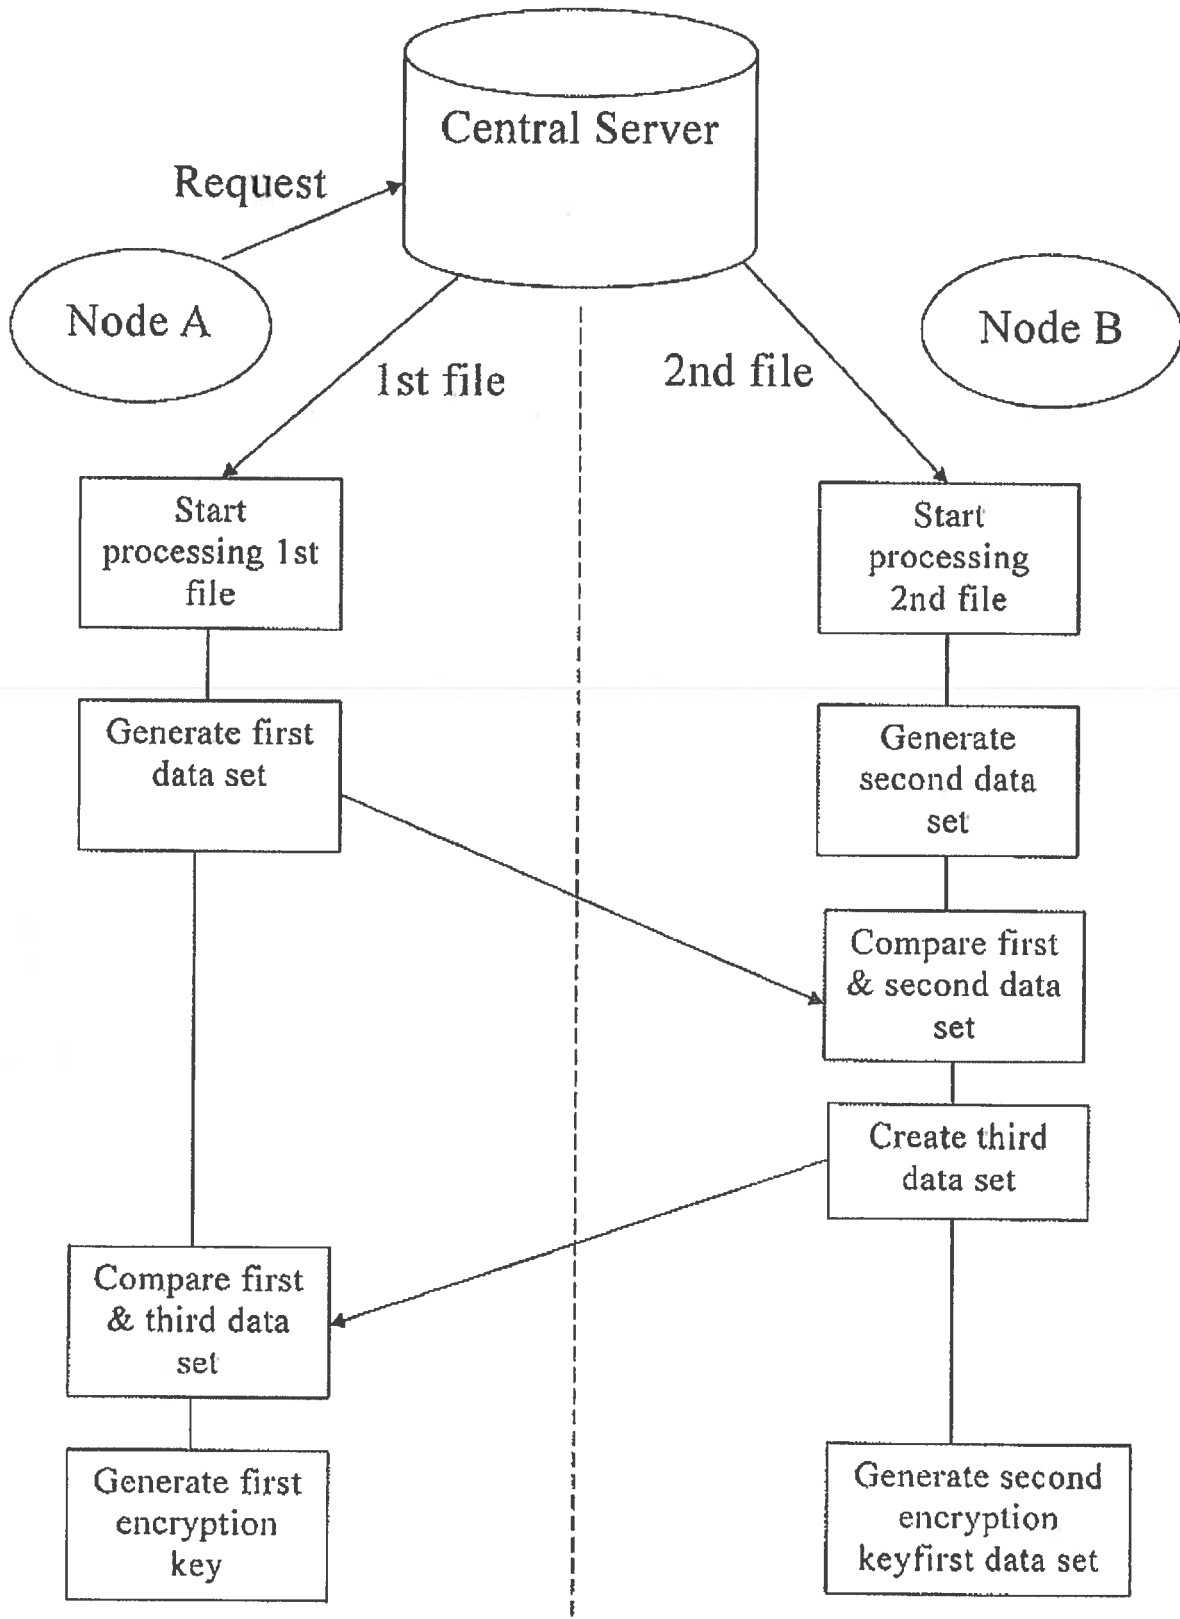 Central Server
Request
Node A
Node B
1st file
2nd file
Start
processing 1st
file
Start
processing
2nd file
Generate first
data set
Generate
second data
set
Compare first
& second data
set
Create third
data set
Compare first
& third data
set
Generate first
encryption
key
Generate second
encryption
keyfirst data set